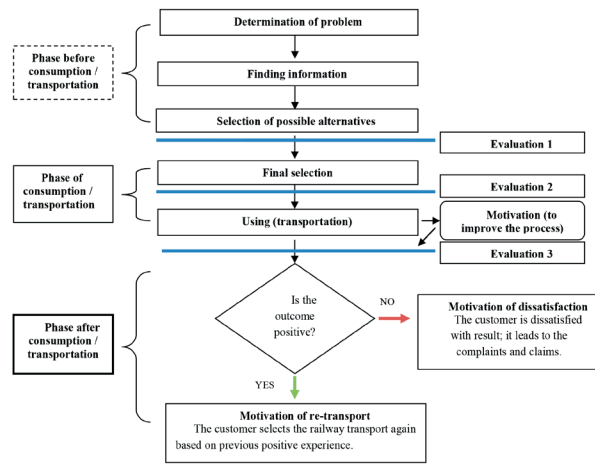 Determination of problem
Phase before
consumption /
transportation
Finding information
Selection of possible alternatives
Evaluation 1
Phase of
consumption /
transportation
Final selection
Evaluation 2
Using (transportation)
Motivation (to
improve the process)
Evaluation 3
Phase after
consumption /
transportation
Is the
outcome
positive?
NO
Motivation of dissatisfaction
The customer is dissatisfied
with result; it leads to the
complaints and claims.
YES
Motivation of re-transport
The customer selects the railway transport again
based on previous positive experience.